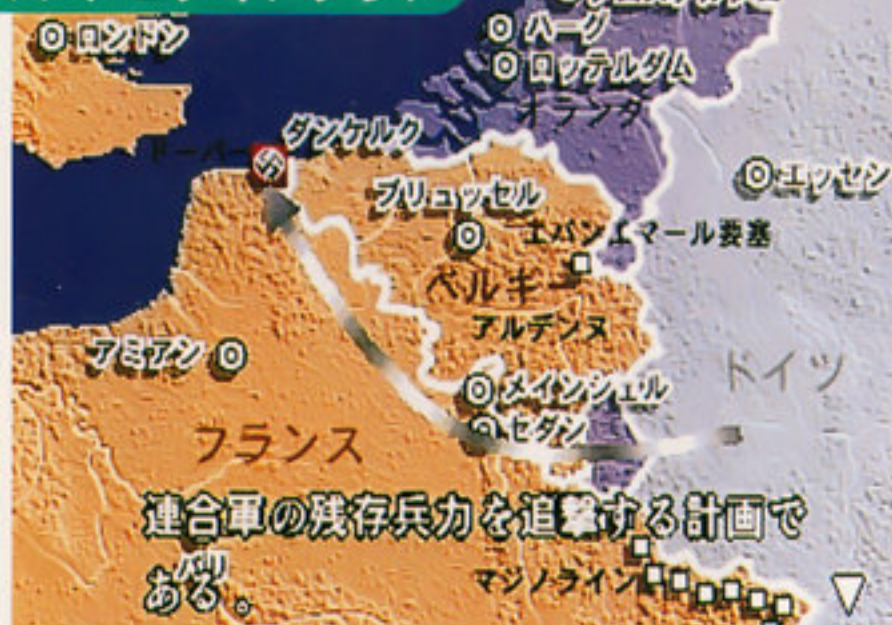 ロンドン
ハーグ
ロッテルダム
オランダ
ダンケルク
ドーバー
エッセン
ブリュッセル
エバンエマール要塞
ベルギー
アルデンヌ
アミアン
メインシェル
ドイツ
セダン
フランス
連合軍の残存兵力を追撃する計画で
ある。
パリ
マジノライン